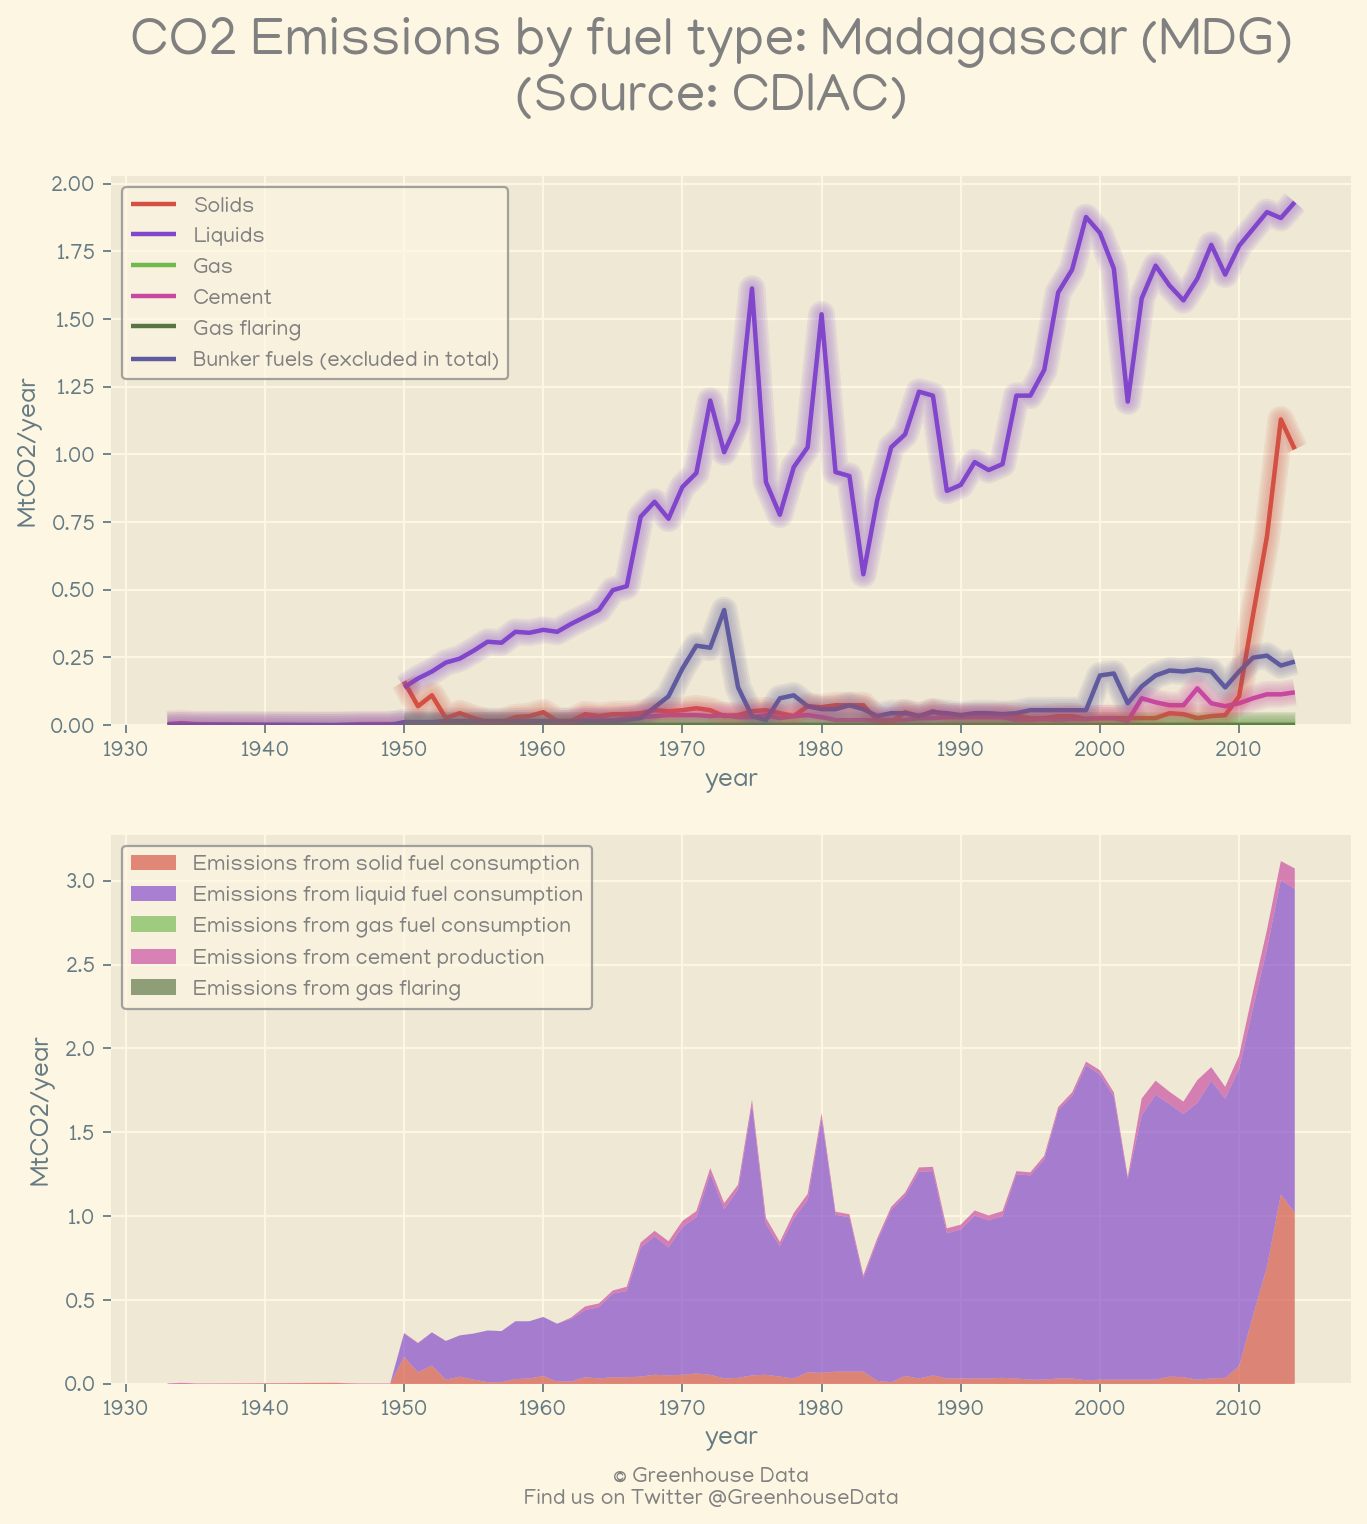 CO2 Emissions by fuel type: Madagascar (MDG)
(Source: CDIAC)
2.00
1.75
1.50
1.25
1.00
0.75
0.50
0.25
0.00
MtCO2/year
Solids
Liquids
Gas
Cement
Gas flaring
Bunker fuels (excluded in total)
1930 1940 1950 1960 1970 1980 1990 2000 2010
year
3.0
2.5
2.0
1.5
1.0
0.5
0.0
MtCO2/year
Emissions from solid fuel consumption
Emissions from liquid fuel consumption
Emissions from gas fuel consumption
Emissions from cement production
Emissions from gas flaring
1930 1940 1950 1960 1970 1980 1990 2000 2010
year
© Greenhouse Data
Find us on Twitter @GreenhouseData